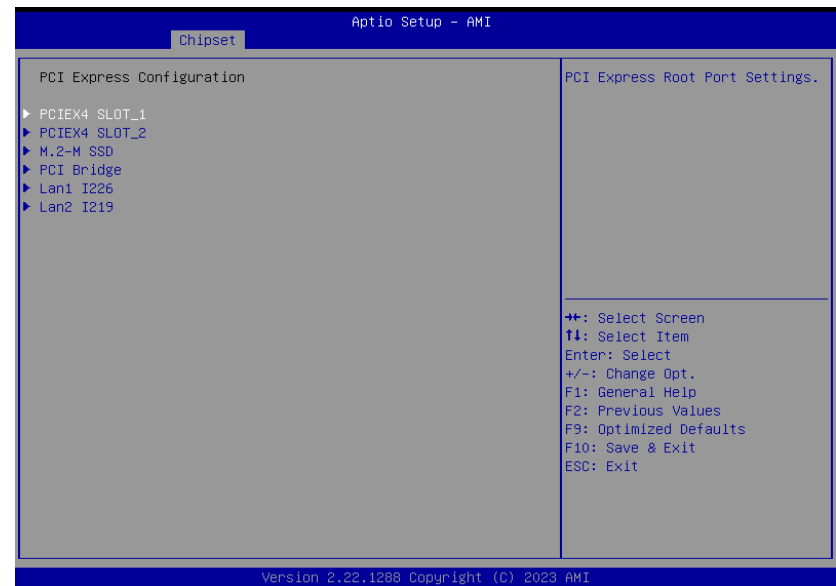 Aptio Setup – AMI
Chipset
PCI Express Configuration
▶ PCIEX4 SLOT_1
▶ PCIEX4 SLOT_2
▶ M.2-M SSD
▶ PCI Bridge
▶ Lan1 I226
▶ Lan2 I219
PCI Express Root Port Settings.
→←: Select Screen
↑↓: Select Item
Enter: Select
+/-: Change Opt.
F1: General Help
F2: Previous Values
F9: Optimized Defaults
F10: Save & Exit
ESC: Exit
Version 2.22.1288 Copyright (C) 2023 AMI